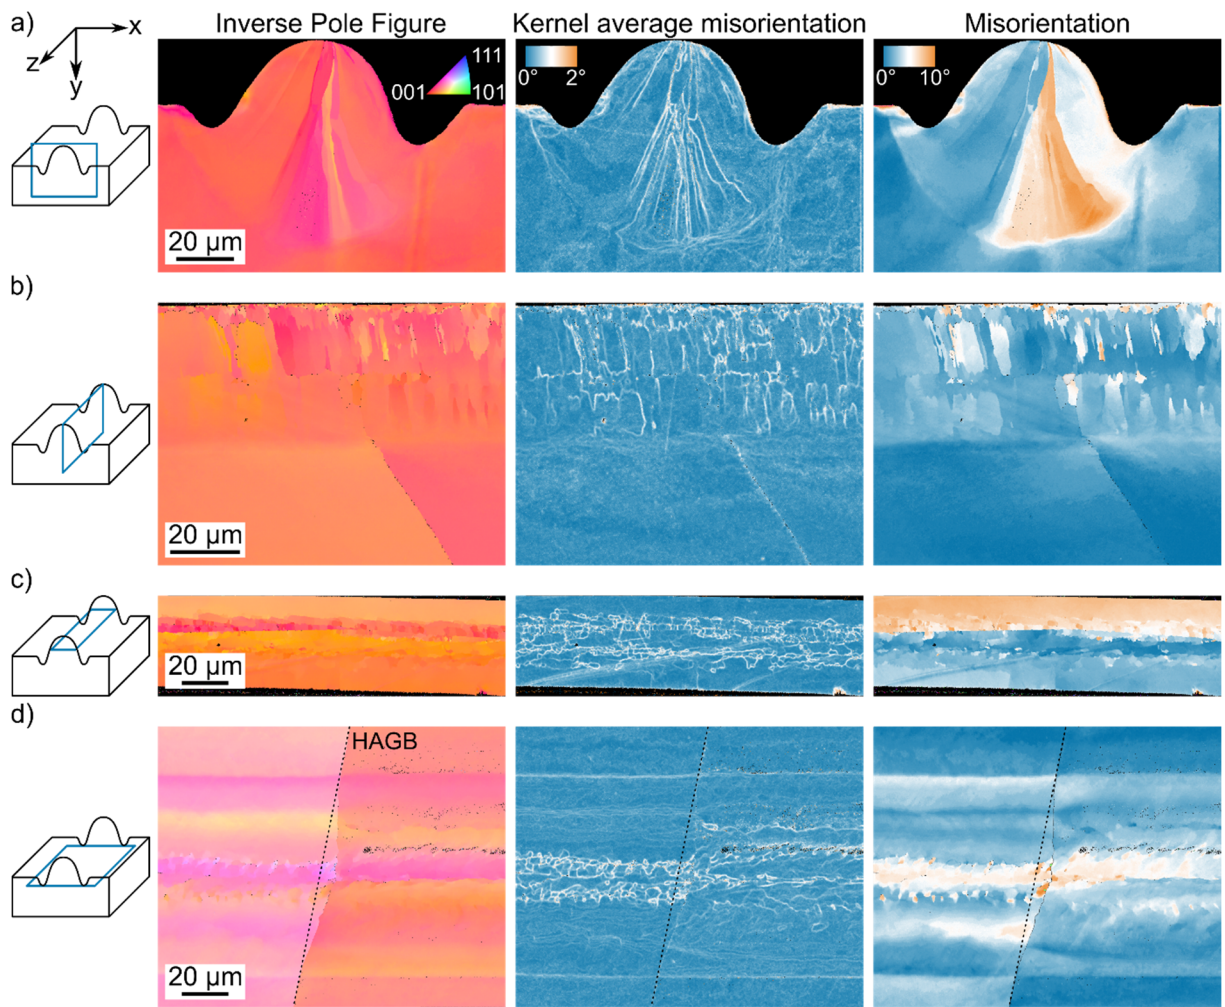 a)
Inverse Pole Figure
Kernel average misorientation
Misorientation
x
z
y
111
001
101
0°
2°
0°
10°
20 µm
b)
20 µm
c)
20 µm
d)
HAGB
20 µm